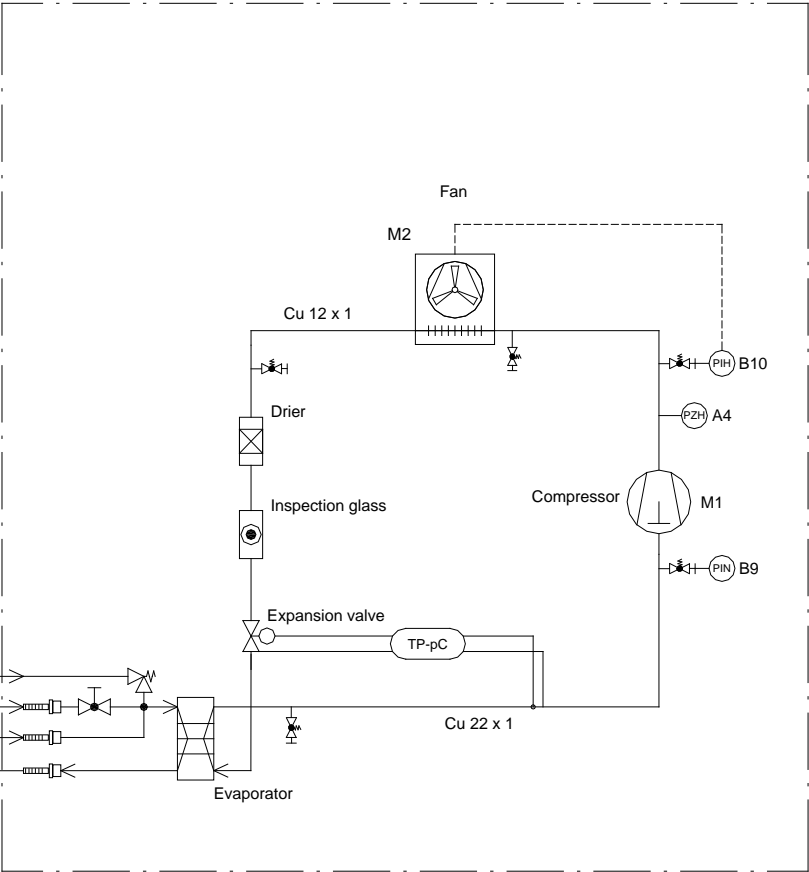 Fan
M2
Cu 12 x 1
PIH B10
Drier
PZH A4
Compressor
M1
Inspection glass
PIN B9
Expansion valve
TP-pC
Cu 22 x 1
Evaporator